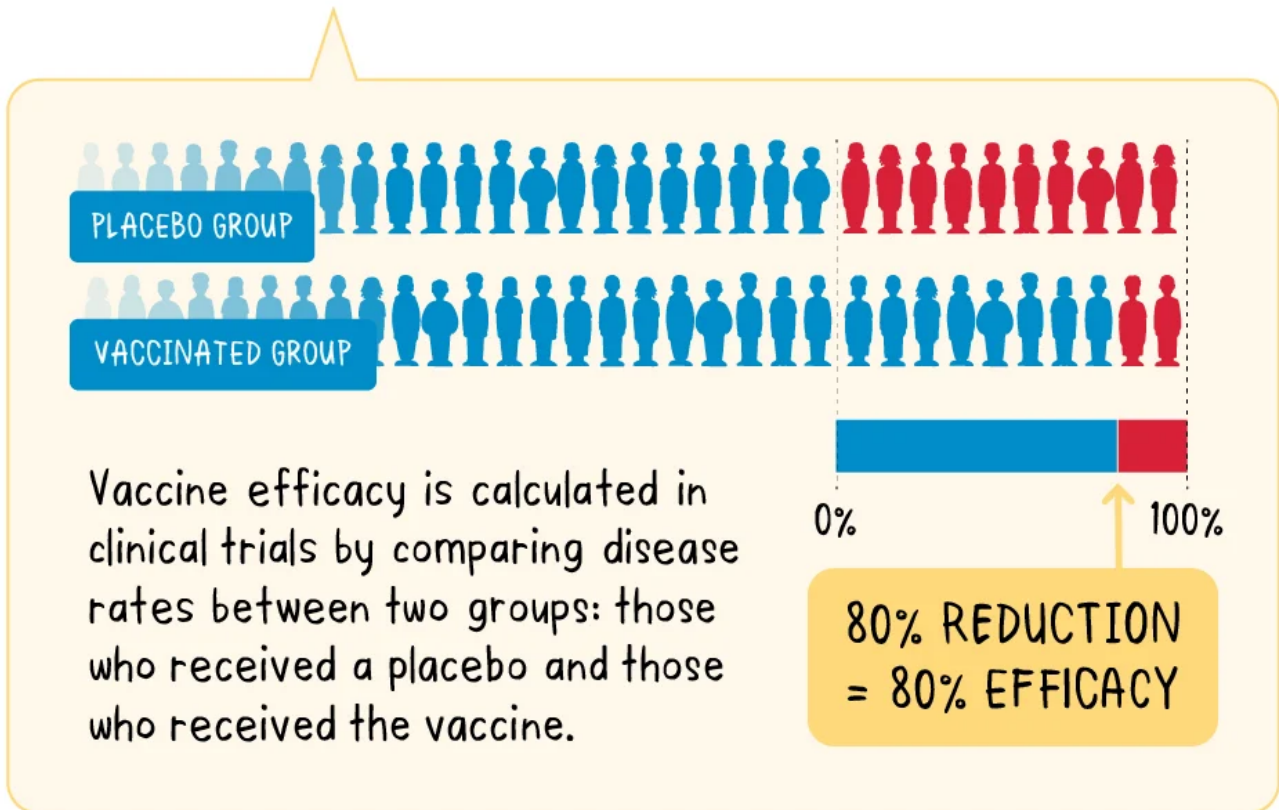 PLACEBO GROUP
VACCINATED GROUP
Vaccine efficacy is calculated in
clinical trials by comparing disease
rates between two groups: those
who received a placebo and those
who received the vaccine.
0%
100%
80% REDUCTION
= 80% EFFICACY